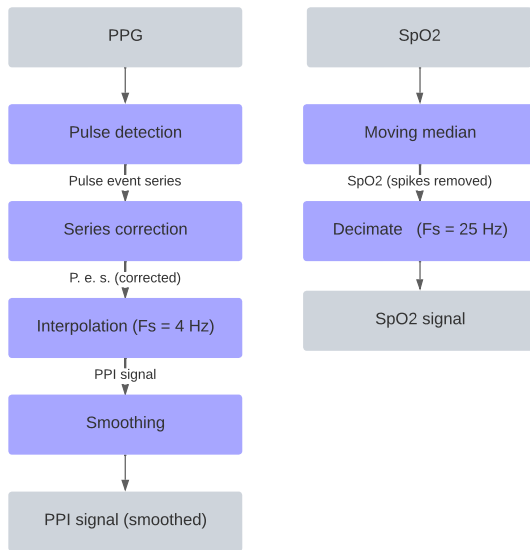 PPG
Pulse detection
Pulse event series
Series correction
P. e. s. (corrected)
Interpolation (Fs = 4 Hz)
PPI signal
Smoothing
PPI signal (smoothed)
SpO2
Moving median
SpO2 (spikes removed)
Decimate (Fs = 25 Hz)
SpO2 signal